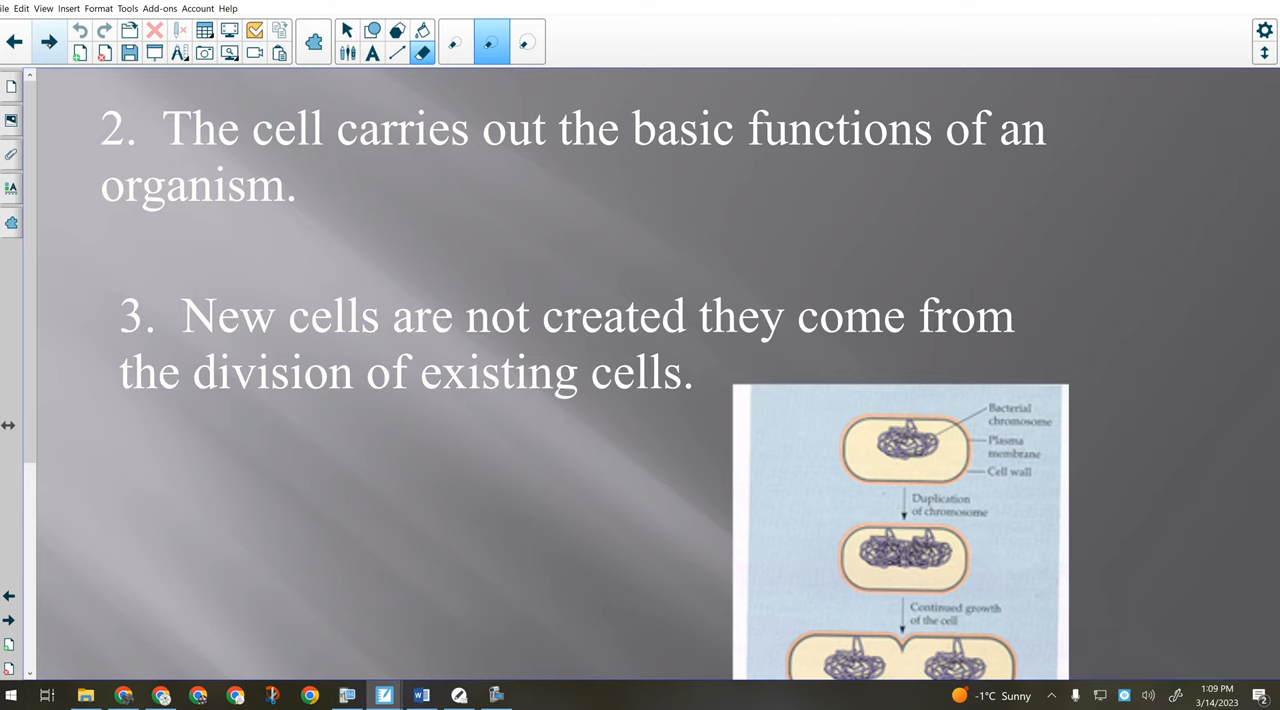 ile Edit View Insert Format Tools Add-ons Account Help
2. The cell carries out the basic functions of an
organism.
3. New cells are not created they come from
the division of existing cells.
Bacterial
chromosome
Plasma
membrane
Cell wall
Duplication
of chromosome
Continued growth
of the cell
-1°C Sunny
1:09 PM
3/14/2023
2